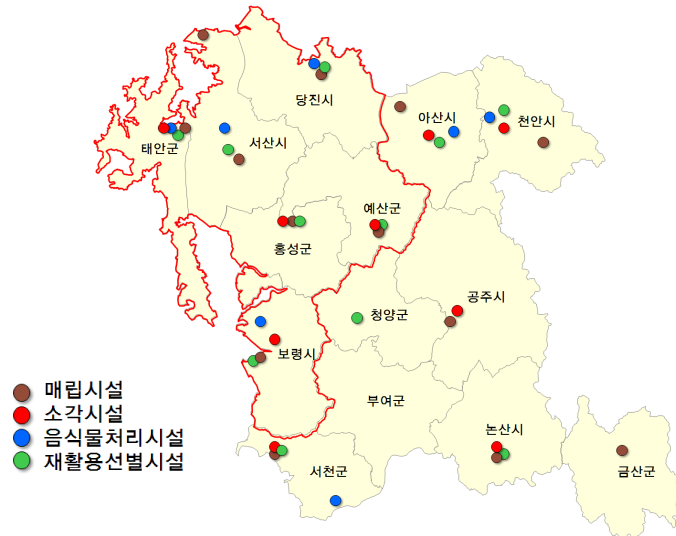 당진시
아산시
천안시
태안군
서산시
예산군
홍성군
공주시
청양군
보령시
부여군
논산시
서천군
금산군
매립시설
소각시설
음식물처리시설
재활용선별시설